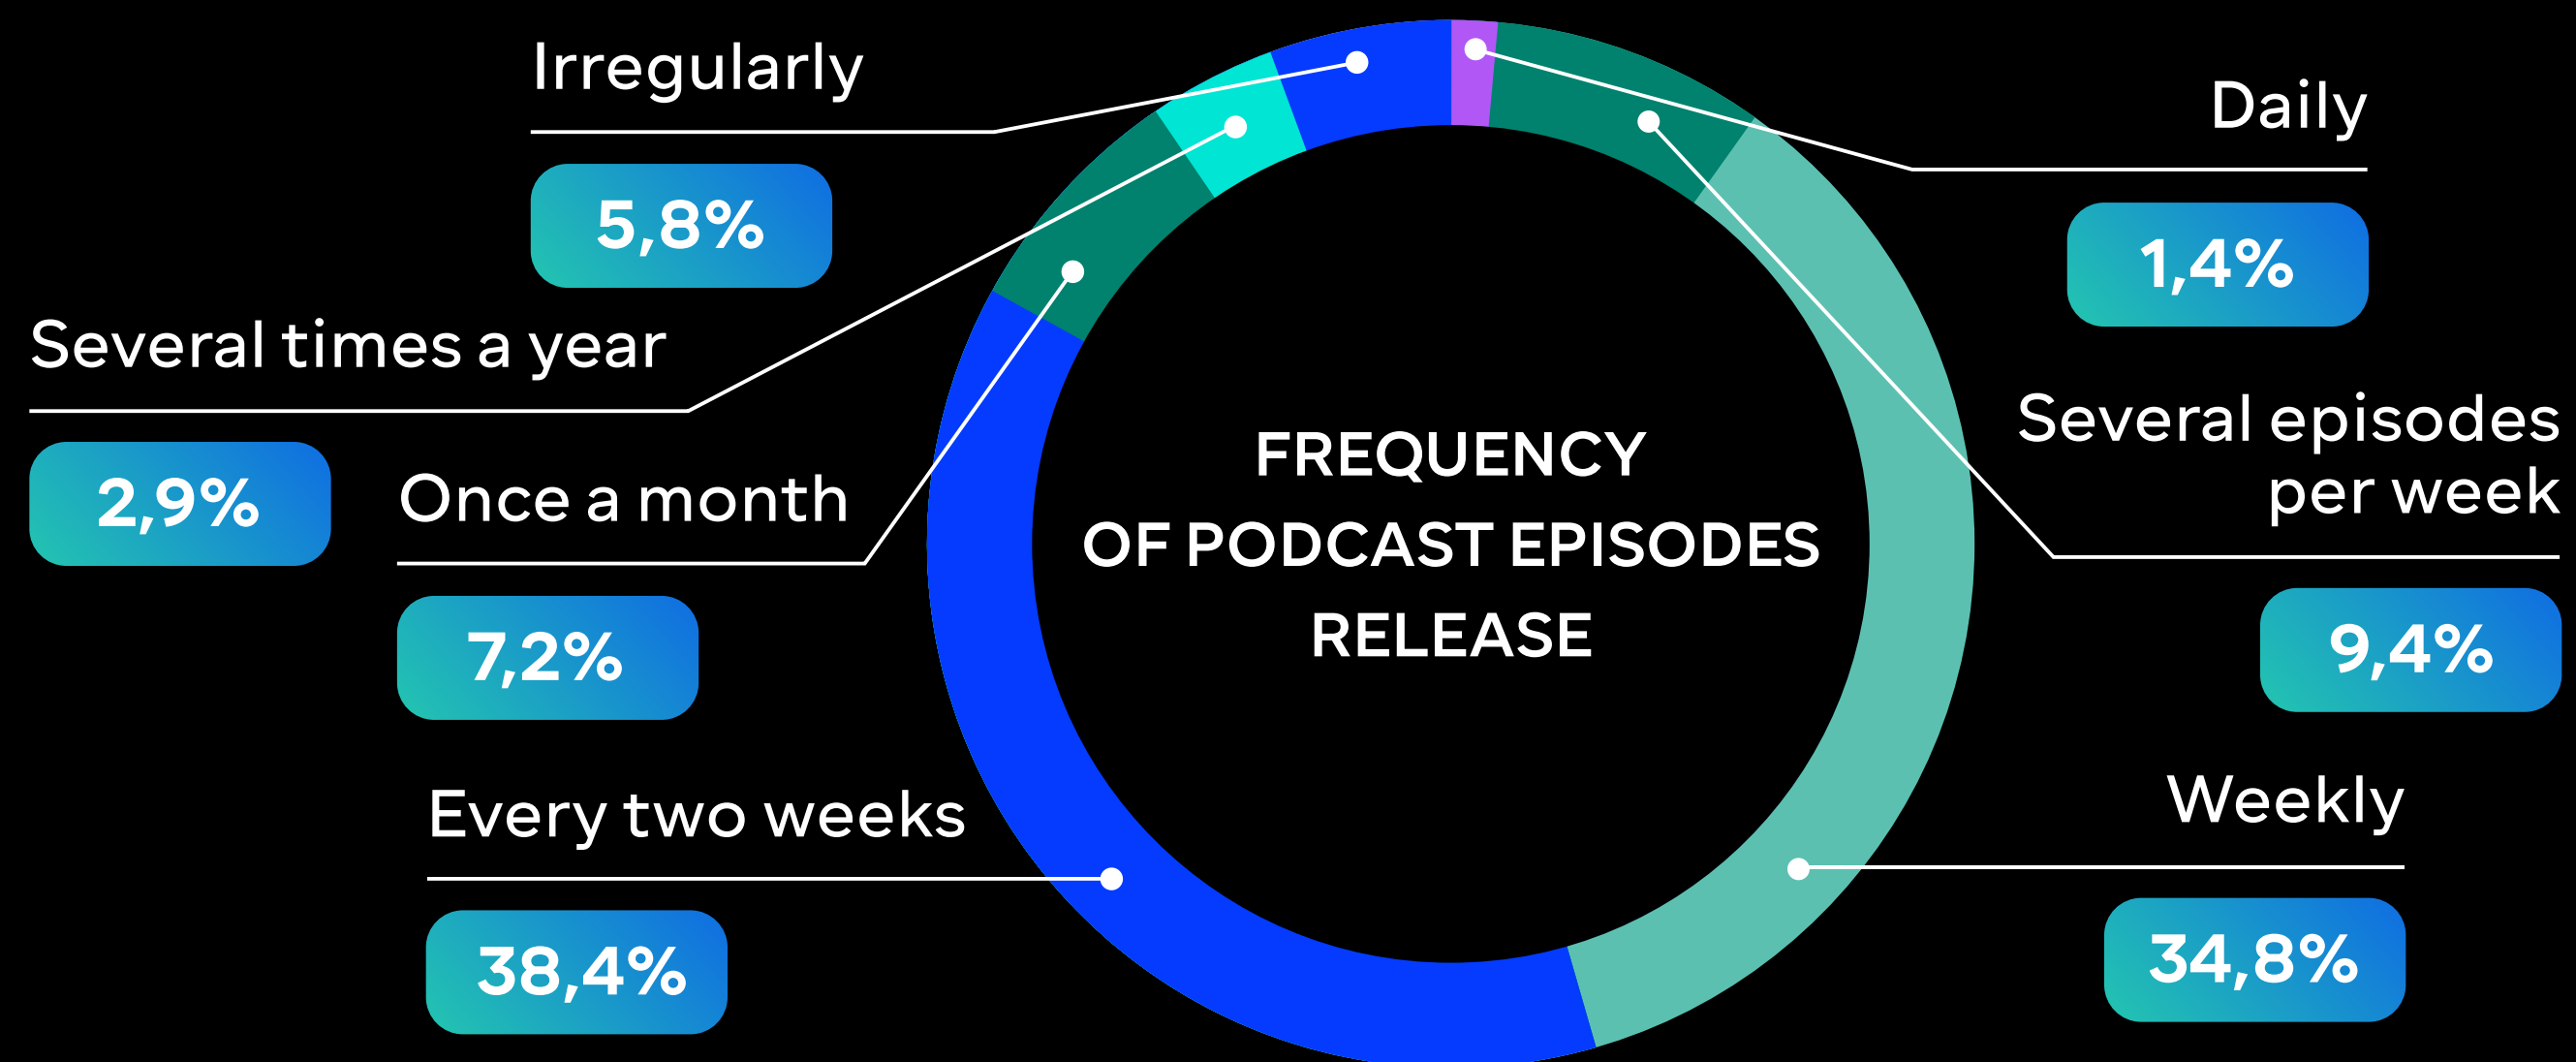 Irregularly
5,8%
Several times a year
2,9%
Once a month
7,2%
Every two weeks
38,4%
FREQUENCY
OF PODCAST EPISODES
RELEASE
Daily
1,4%
Several episodes
per week
9,4%
Weekly
34,8%